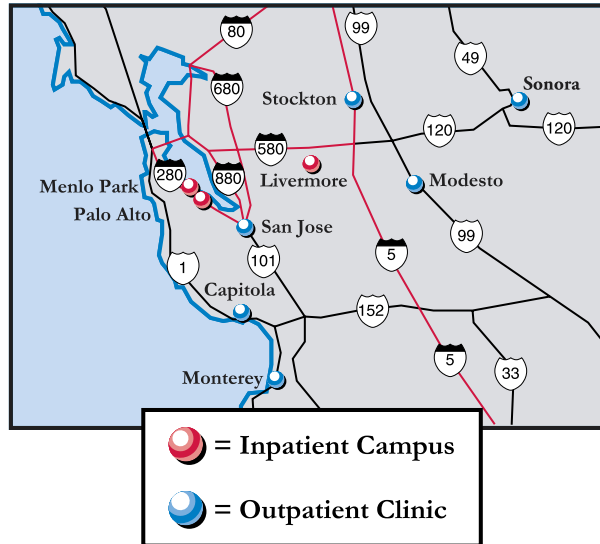 80
99
49
680
Stockton
Sonora
120
120
580
280
880
Livermore
Menlo Park
Modesto
Palo Alto
San Jose
99
101
5
1
Capitola
152
5
33
Monterey
= Inpatient Campus
= Outpatient Clinic